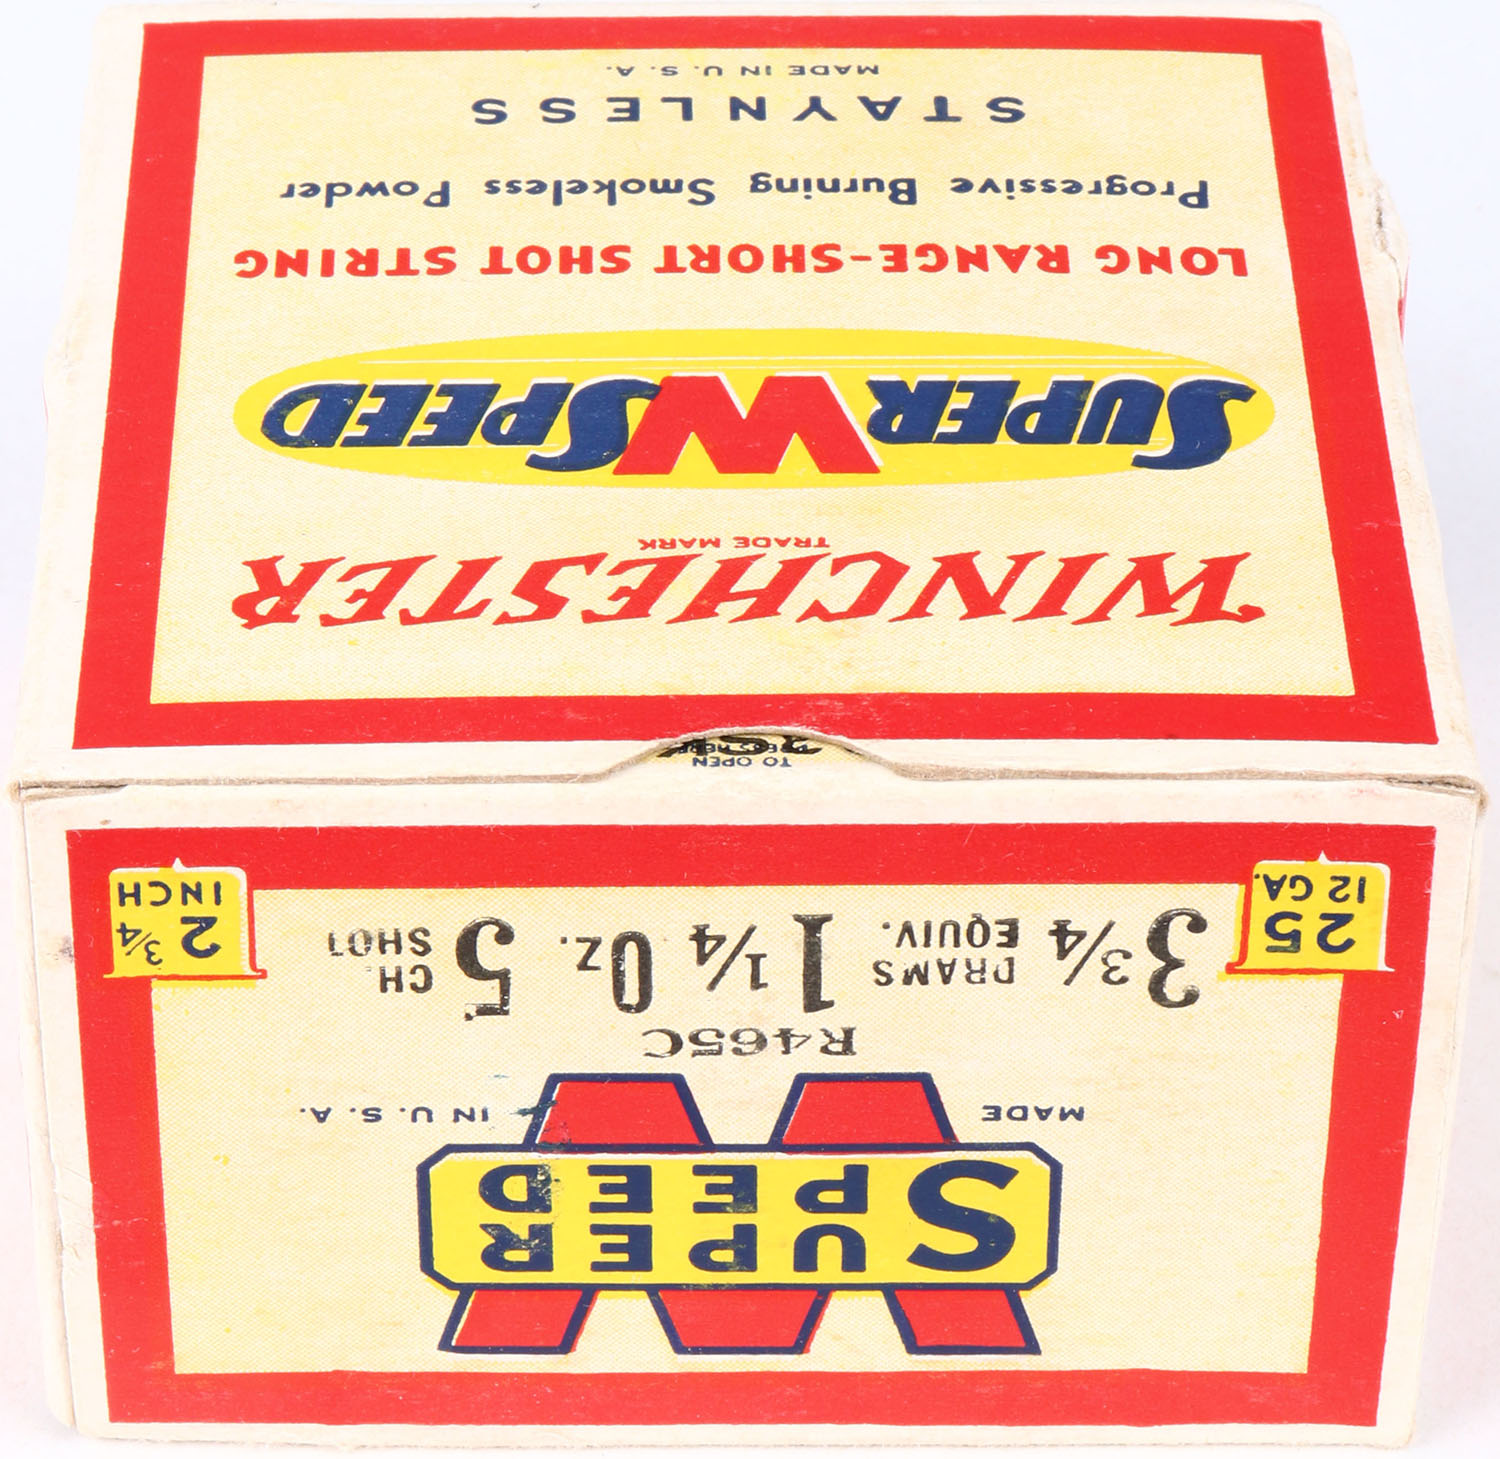 SUPER
SPEED
MADE IN U.S.A.
R465C
3 3/4 DRAMS EQUIV. 1 1/4 OZ. 5 CH. SHOT
25
12 GA.
2 3/4
INCH
TO OPEN
PRESS HERE
WINCHESTER
TRADE MARK
SUPER W SPEED
LONG RANGE-SHORT SHOT STRING
Progressive Burning Smokeless Powder
STAYNLESS
MADE IN U.S.A.